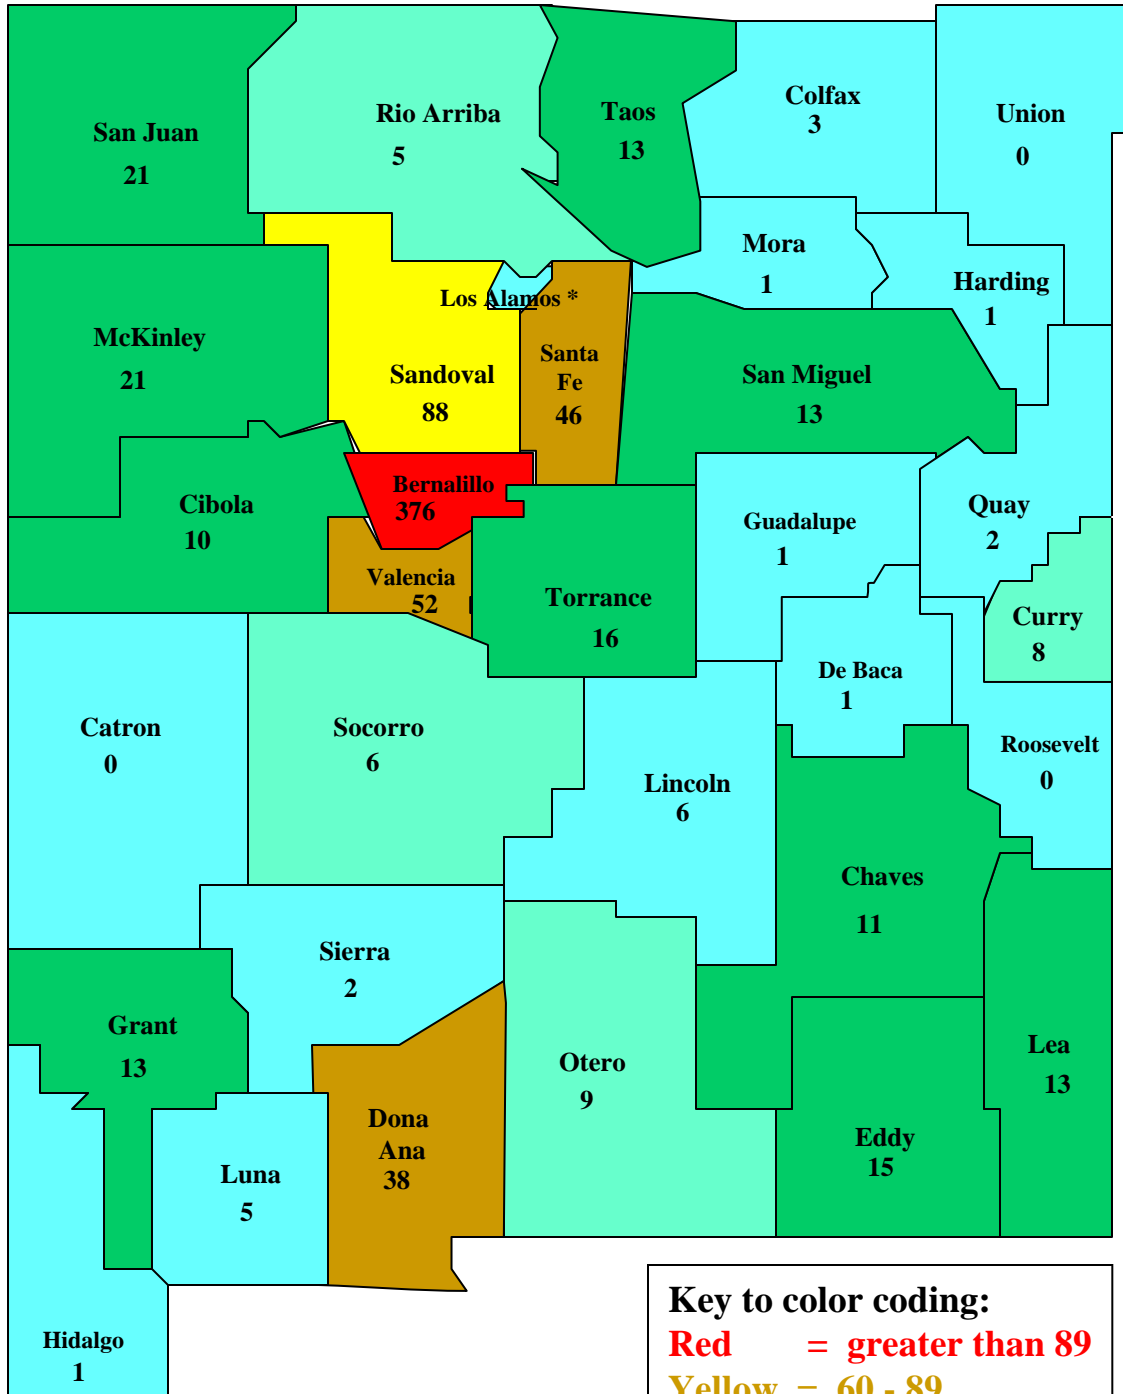 San Juan
21
Rio Arriba
5
Taos
13
Colfax
3
Union
0
Mora
1
Harding
1
Los Alamos *
McKinley
21
Sandoval
88
Santa
Fe
46
San Miguel
13
Bernalillo
376
Cibola
10
Guadalupe
1
Quay
2
Valencia
52
Torrance
16
Curry
8
De Baca
1
Catron
0
Socorro
6
Roosevelt
0
Lincoln
6
Chaves
11
Sierra
2
Grant
13
Otero
9
Lea
13
Dona
Ana
38
Eddy
15
Luna
5
Hidalgo
1
Key to color coding:
Red = greater than 89
Yellow = 60 - 89